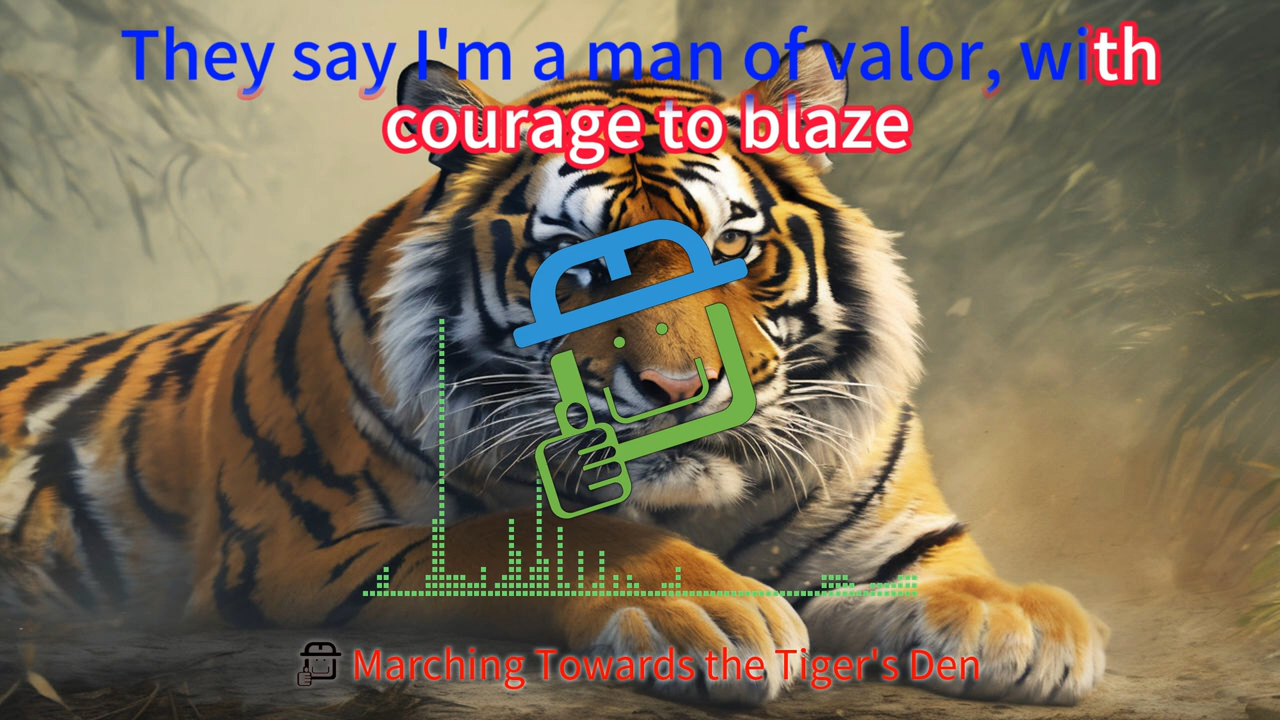 They say I'm a man of valor, with
courage to blaze
Marching Towards the Tiger's Den